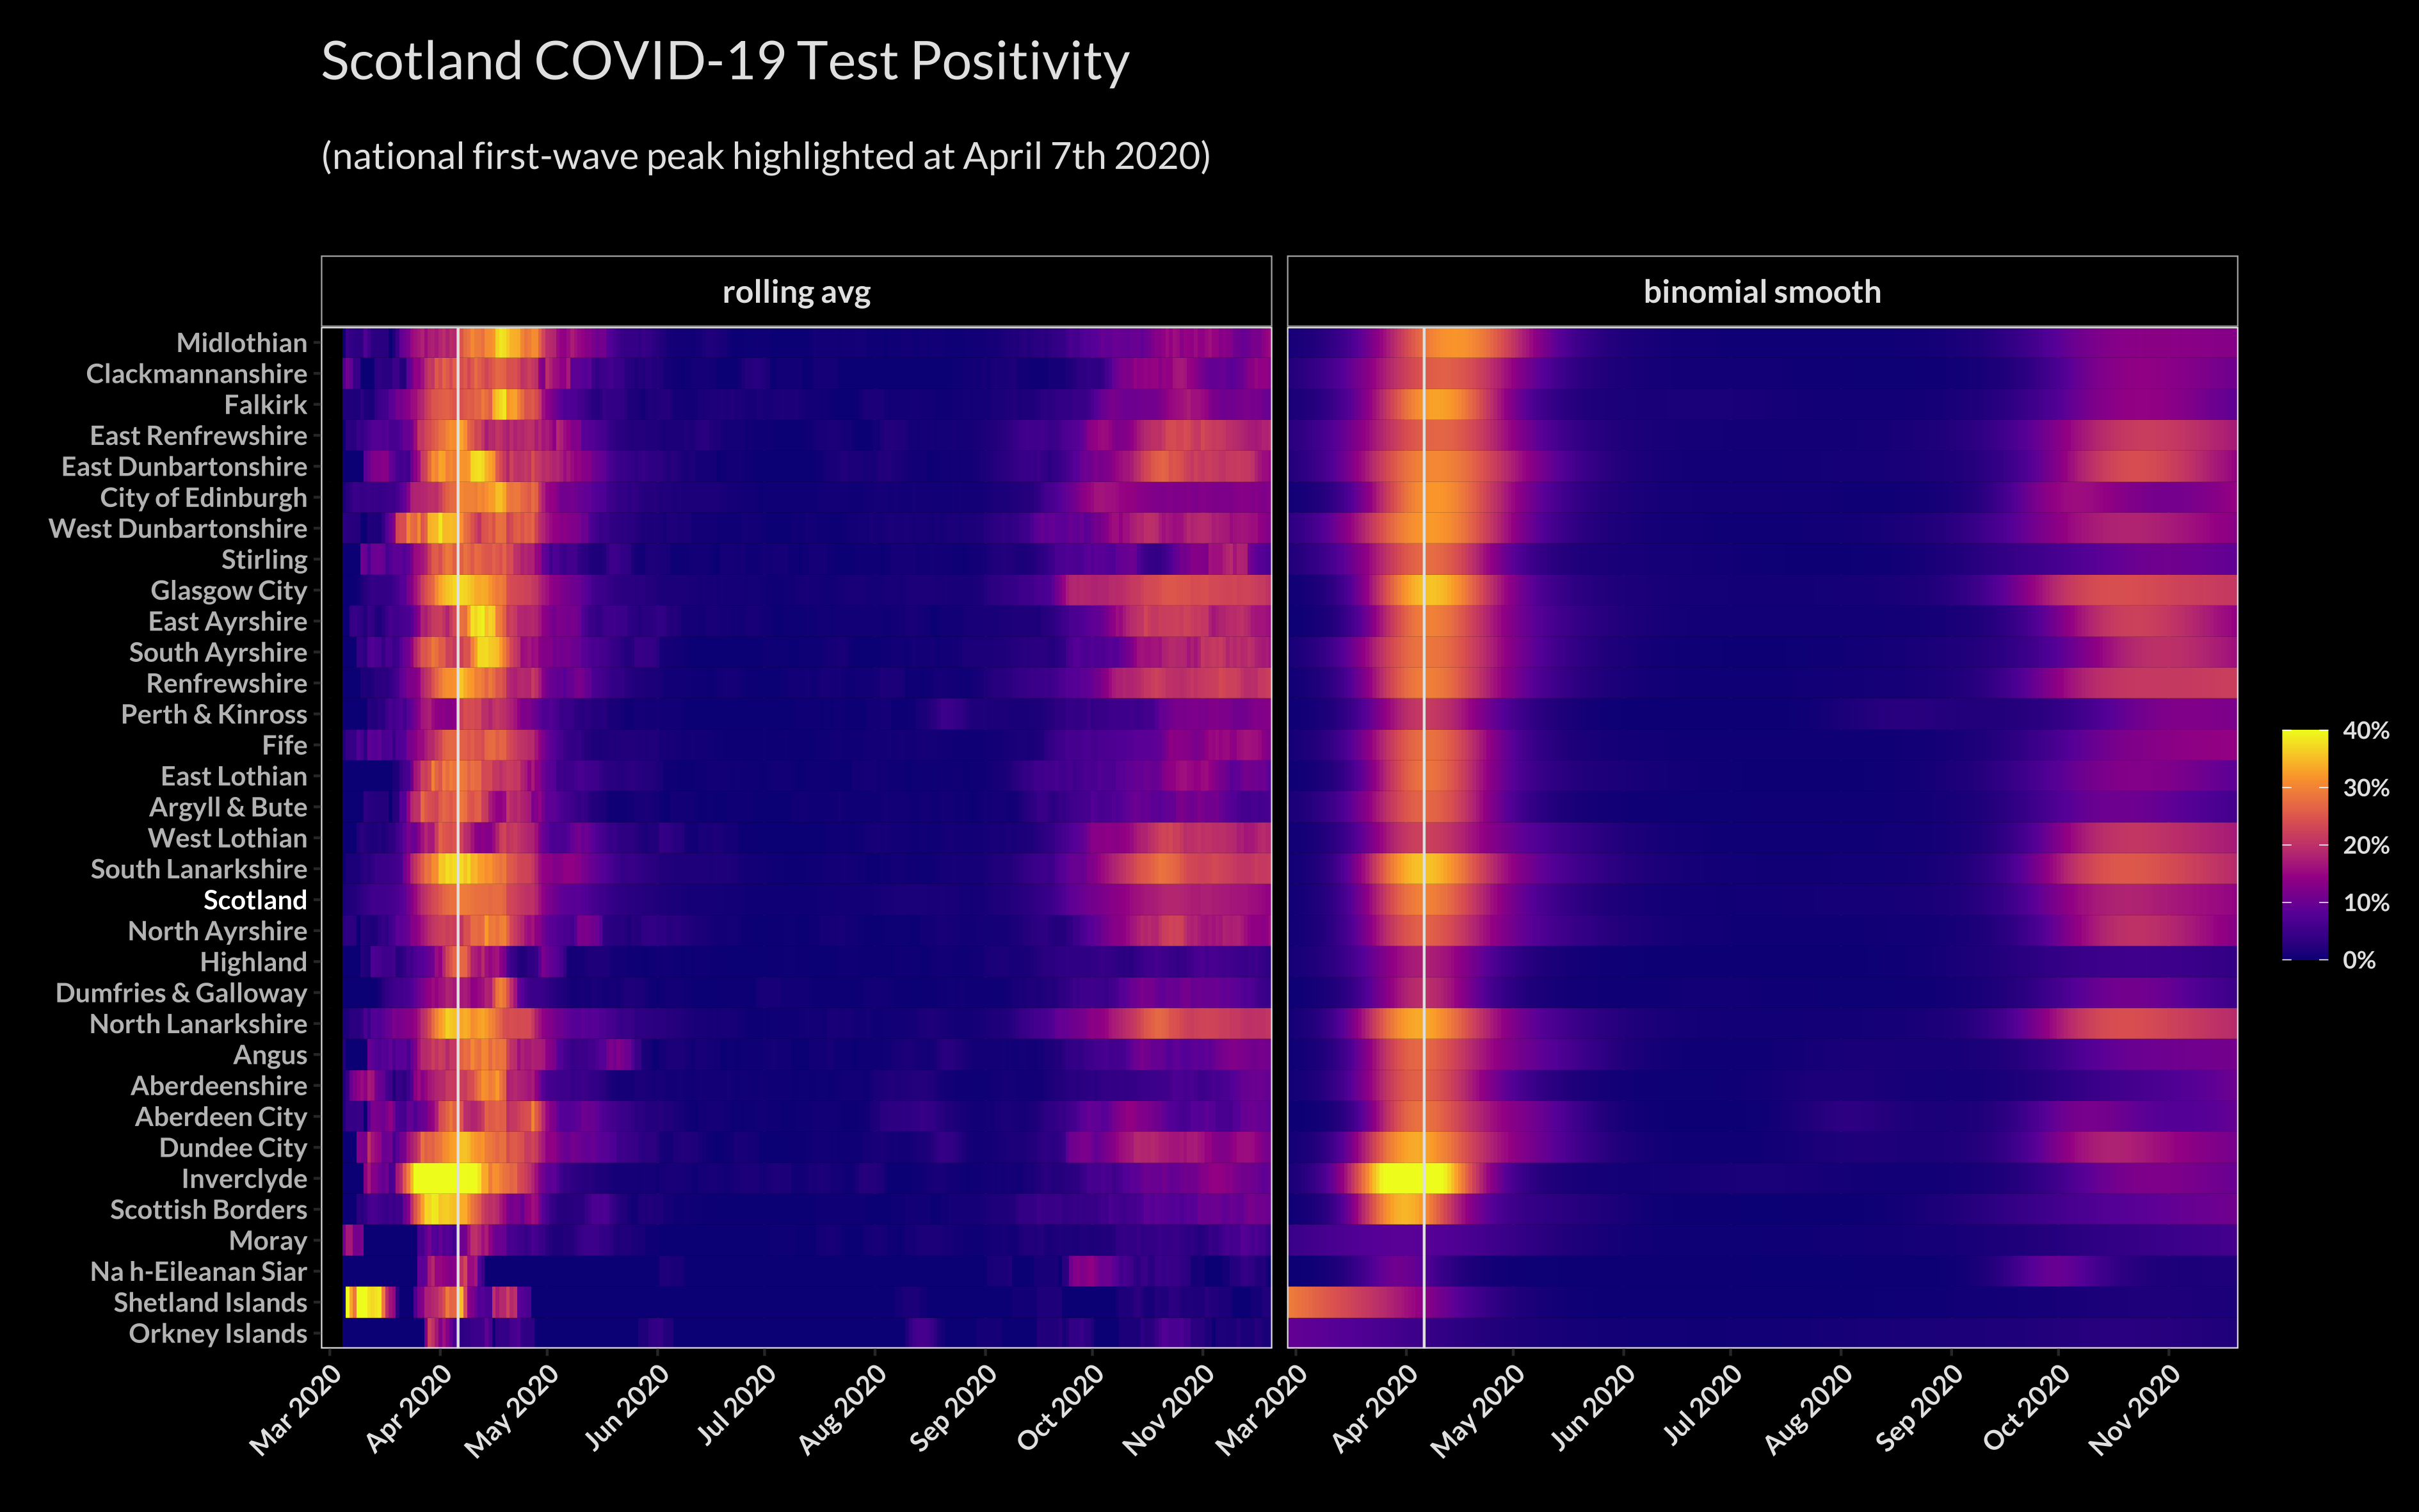 Scotland COVID-19 Test Positivity
(national first-wave peak highlighted at April 7th 2020)
rolling avg
binomial smooth
Midlothian
Clackmannanshire
Falkirk
East Renfrewshire
East Dunbartonshire
City of Edinburgh
West Dunbartonshire
Stirling
Glasgow City
East Ayrshire
South Ayrshire
Renfrewshire
Perth & Kinross
Fife
East Lothian
Argyll & Bute
West Lothian
South Lanarkshire
Scotland
North Ayrshire
Highland
Dumfries & Galloway
North Lanarkshire
Angus
Aberdeenshire
Aberdeen City
Dundee City
Inverclyde
Scottish Borders
Moray
Na h-Eileanan Siar
Shetland Islands
Orkney Islands
Mar 2020
Apr 2020
May 2020
Jun 2020
Jul 2020
Aug 2020
Sep 2020
Oct 2020
Nov 2020
Mar 2020
Apr 2020
May 2020
Jun 2020
Jul 2020
Aug 2020
Sep 2020
Oct 2020
Nov 2020
40%
30%
20%
10%
0%